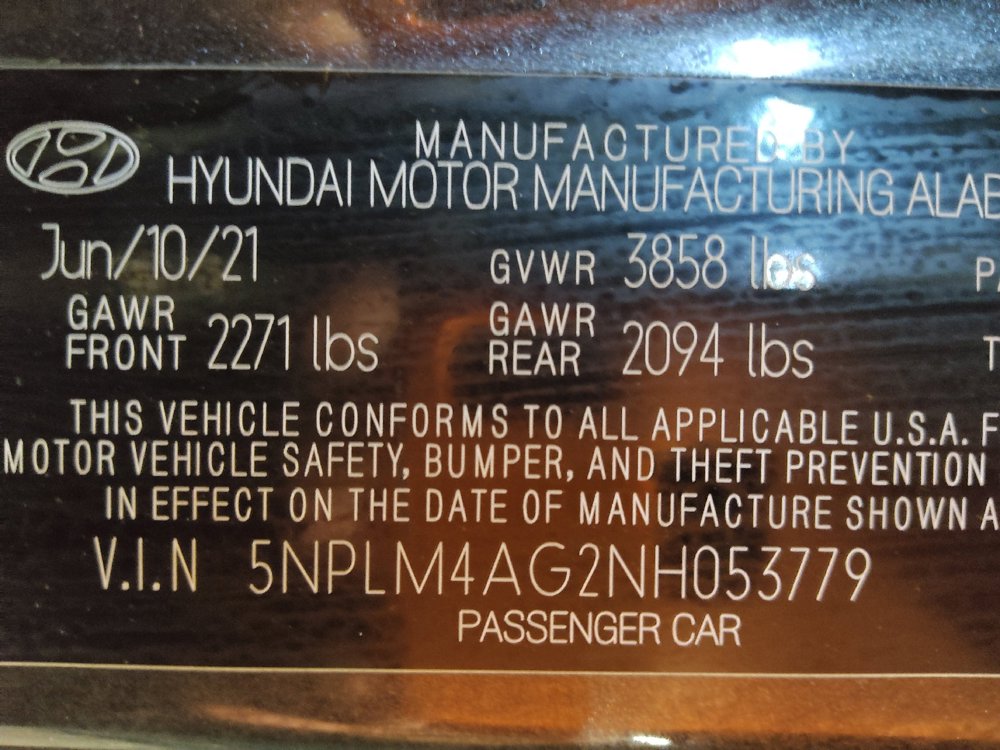 MANUFACTURED BY
HYUNDAI MOTOR MANUFACTURING ALAB
Jun/10/21 GVWR 3858 lbs PA
GAWR FRONT 2271 lbs GAWR REAR 2094 lbs T
THIS VEHICLE CONFORMS TO ALL APPLICABLE U.S.A. F
MOTOR VEHICLE SAFETY, BUMPER, AND THEFT PREVENTION
IN EFFECT ON THE DATE OF MANUFACTURE SHOWN A
V.I.N 5NPLM4AG2NH053779
PASSENGER CAR